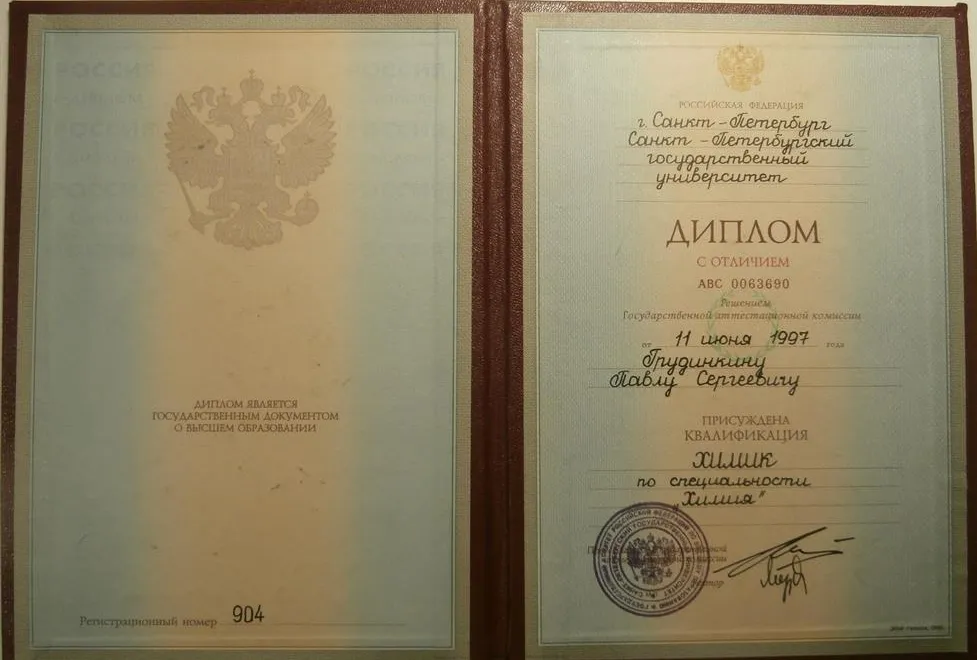 ДИПЛОМ ЯВЛЯЕТСЯ
ГОСУДАРСТВЕННЫМ ДОКУМЕНТОМ
О ВЫСШЕМ ОБРАЗОВАНИИ
Регистрационный номер 904
РОССИЙСКАЯ ФЕДЕРАЦИЯ
г. Санкт-Петербург
Санкт-Петербургский
государственный
университет
ДИПЛОМ
С ОТЛИЧИЕМ
АВС 0063690
Решением
Государственной аттестационной комиссии
от 11 июня 1997 года
Грудинкину
Павлу Сергеевичу
ПРИСУЖДЕНА
КВАЛИФИКАЦИЯ
ХИМИК
по специальности
„Химия"